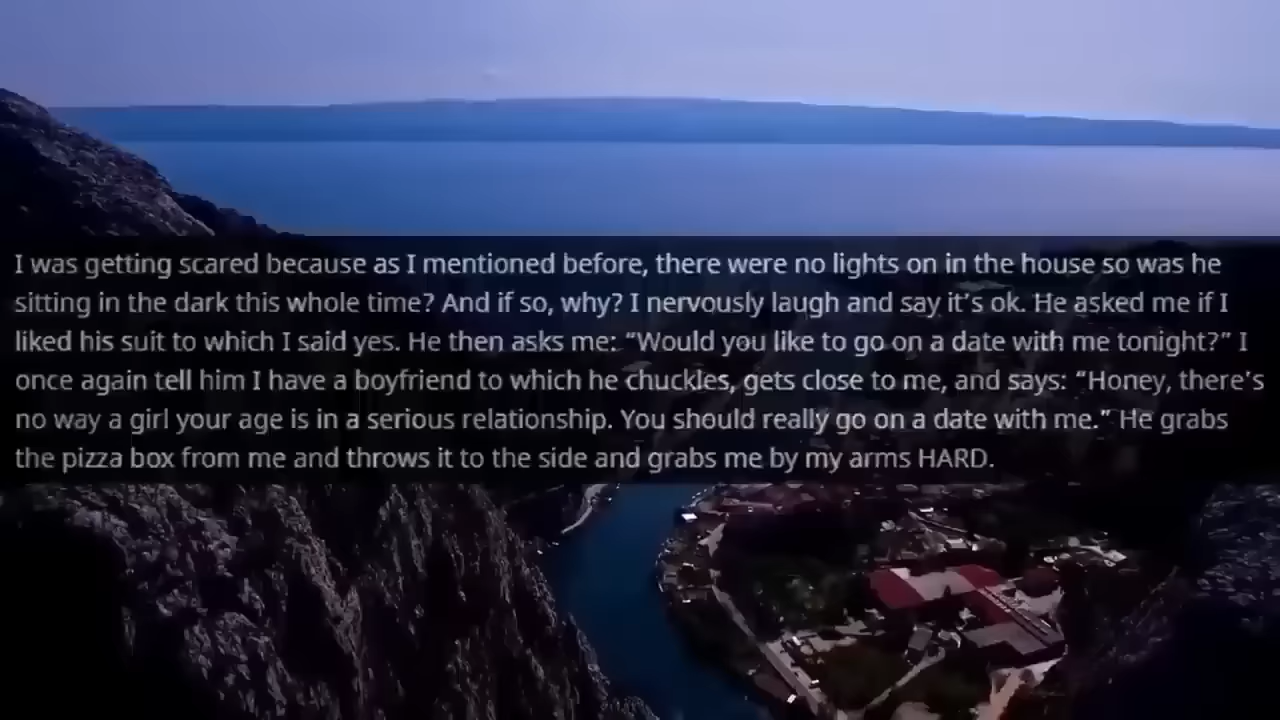 I was getting scared because as I mentioned before, there were no lights on in the house so was he
sitting in the dark this whole time? And if so, why? I nervously laugh and say it's ok. He asked me if I
liked his suit to which I said yes. He then asks me: “Would you like to go on a date with me tonight?” I
once again tell him I have a boyfriend to which he chuckles, gets close to me, and says: “Honey, there's
no way a girl your age is in a serious relationship. You should really go on a date with me.” He grabs
the pizza box from me and throws it to the side and grabs me by my arms HARD.